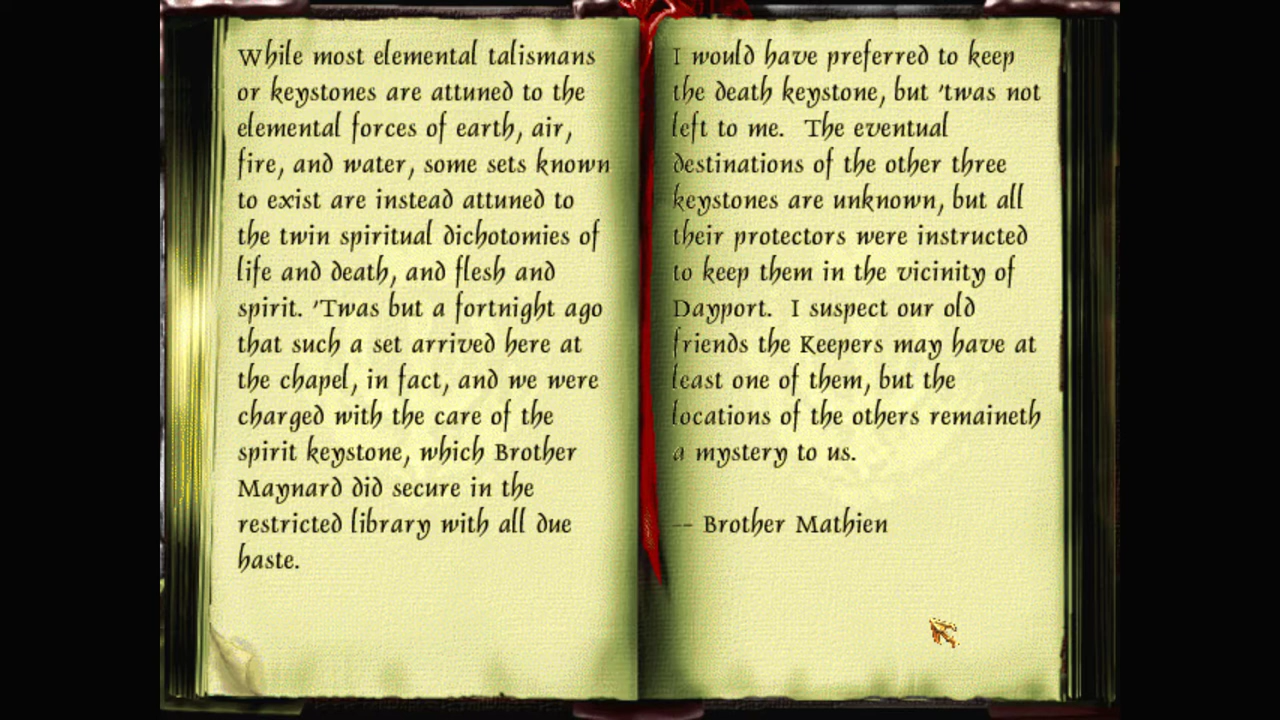 While most elemental talismans
or keystones are attuned to the
elemental forces of earth, air,
fire, and water, some sets known
to exist are instead attuned to
the twin spiritual dichotomies of
life and death, and flesh and
spirit. 'Twas but a fortnight ago
that such a set arrived here at
the chapel, in fact, and we were
charged with the care of the
spirit keystone, which Brother
Maynard did secure in the
restricted library with all due
haste.
I would have preferred to keep
the death keystone, but 'twas not
left to me.  The eventual
destinations of the other three
keystones are unknown, but all
their protectors were instructed
to keep them in the vicinity of
Dayport.  I suspect our old
friends the Keepers may have at
least one of them, but the
locations of the others remaineth
a mystery to us.
-- Brother Mathien